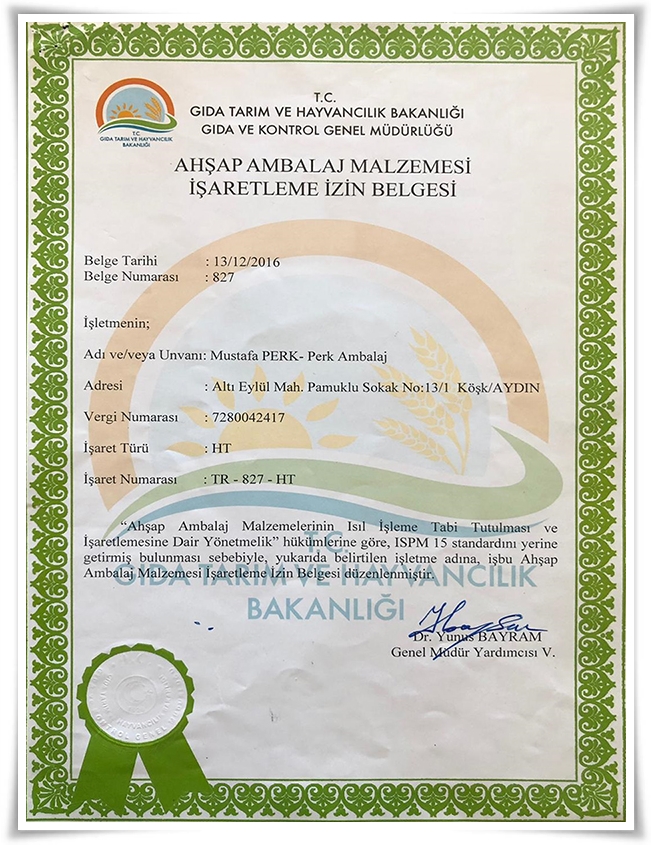 T.C.
GIDA TARIM VE HAYVANCILIK
BAKANLIĞI
T.C.
GIDA TARIM VE HAYVANCILIK BAKANLIĞI
GIDA VE KONTROL GENEL MÜDÜRLÜĞÜ
AHŞAP AMBALAJ MALZEMESİ
İŞARETLEME İZİN BELGESİ
Belge Tarihi : 13/12/2016
Belge Numarası : 827
İşletmenin;
Adı ve/veya Unvanı: Mustafa PERK- Perk Ambalaj
Adresi : Altı Eylül Mah. Pamuklu Sokak No:13/1 Köşk/AYDIN
Vergi Numarası : 7280042417
İşaret Türü : HT
İşaret Numarası : TR - 827 - HT
“Ahşap Ambalaj Malzemelerinin Isıl İşleme Tabi Tutulması ve
İşaretlemesine Dair Yönetmelik” hükümlerine göre, ISPM 15 standardını yerine
getirmiş bulunması sebebiyle, yukarıda belirtilen işletme adına, işbu Ahşap
Ambalaj Malzemesi İşaretleme İzin Belgesi düzenlenmiştir.
T.C.
GIDA TARIM VE HAYVANCILIK
BAKANLIĞI
Dr. Yunus BAYRAM
Genel Müdür Yardımcısı V.